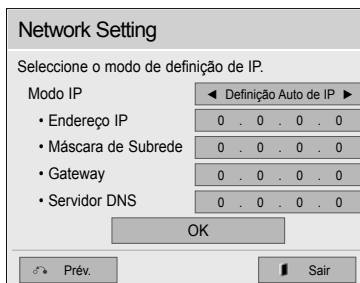 Network Setting
Seleccione o modo de definição de IP.
Modo IP ◄ Definição Auto de IP ►
• Endereço IP 0 . 0 . 0 . 0
• Máscara de Subrede 0 . 0 . 0 . 0
• Gateway 0 . 0 . 0 . 0
• Servidor DNS 0 . 0 . 0 . 0
OK
Prév. Sair